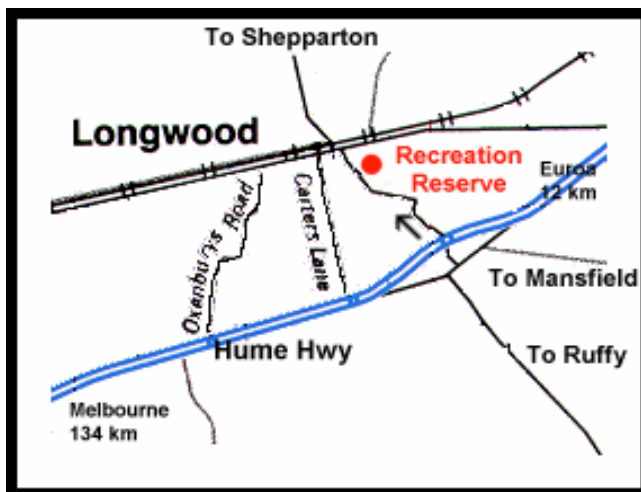 To Shepparton
Longwood
Recreation
Reserve
Euroa
12 km
Oxenburys Road
Carters Lane
To Mansfield
Hume Hwy
To Ruffy
Melbourne
134 km